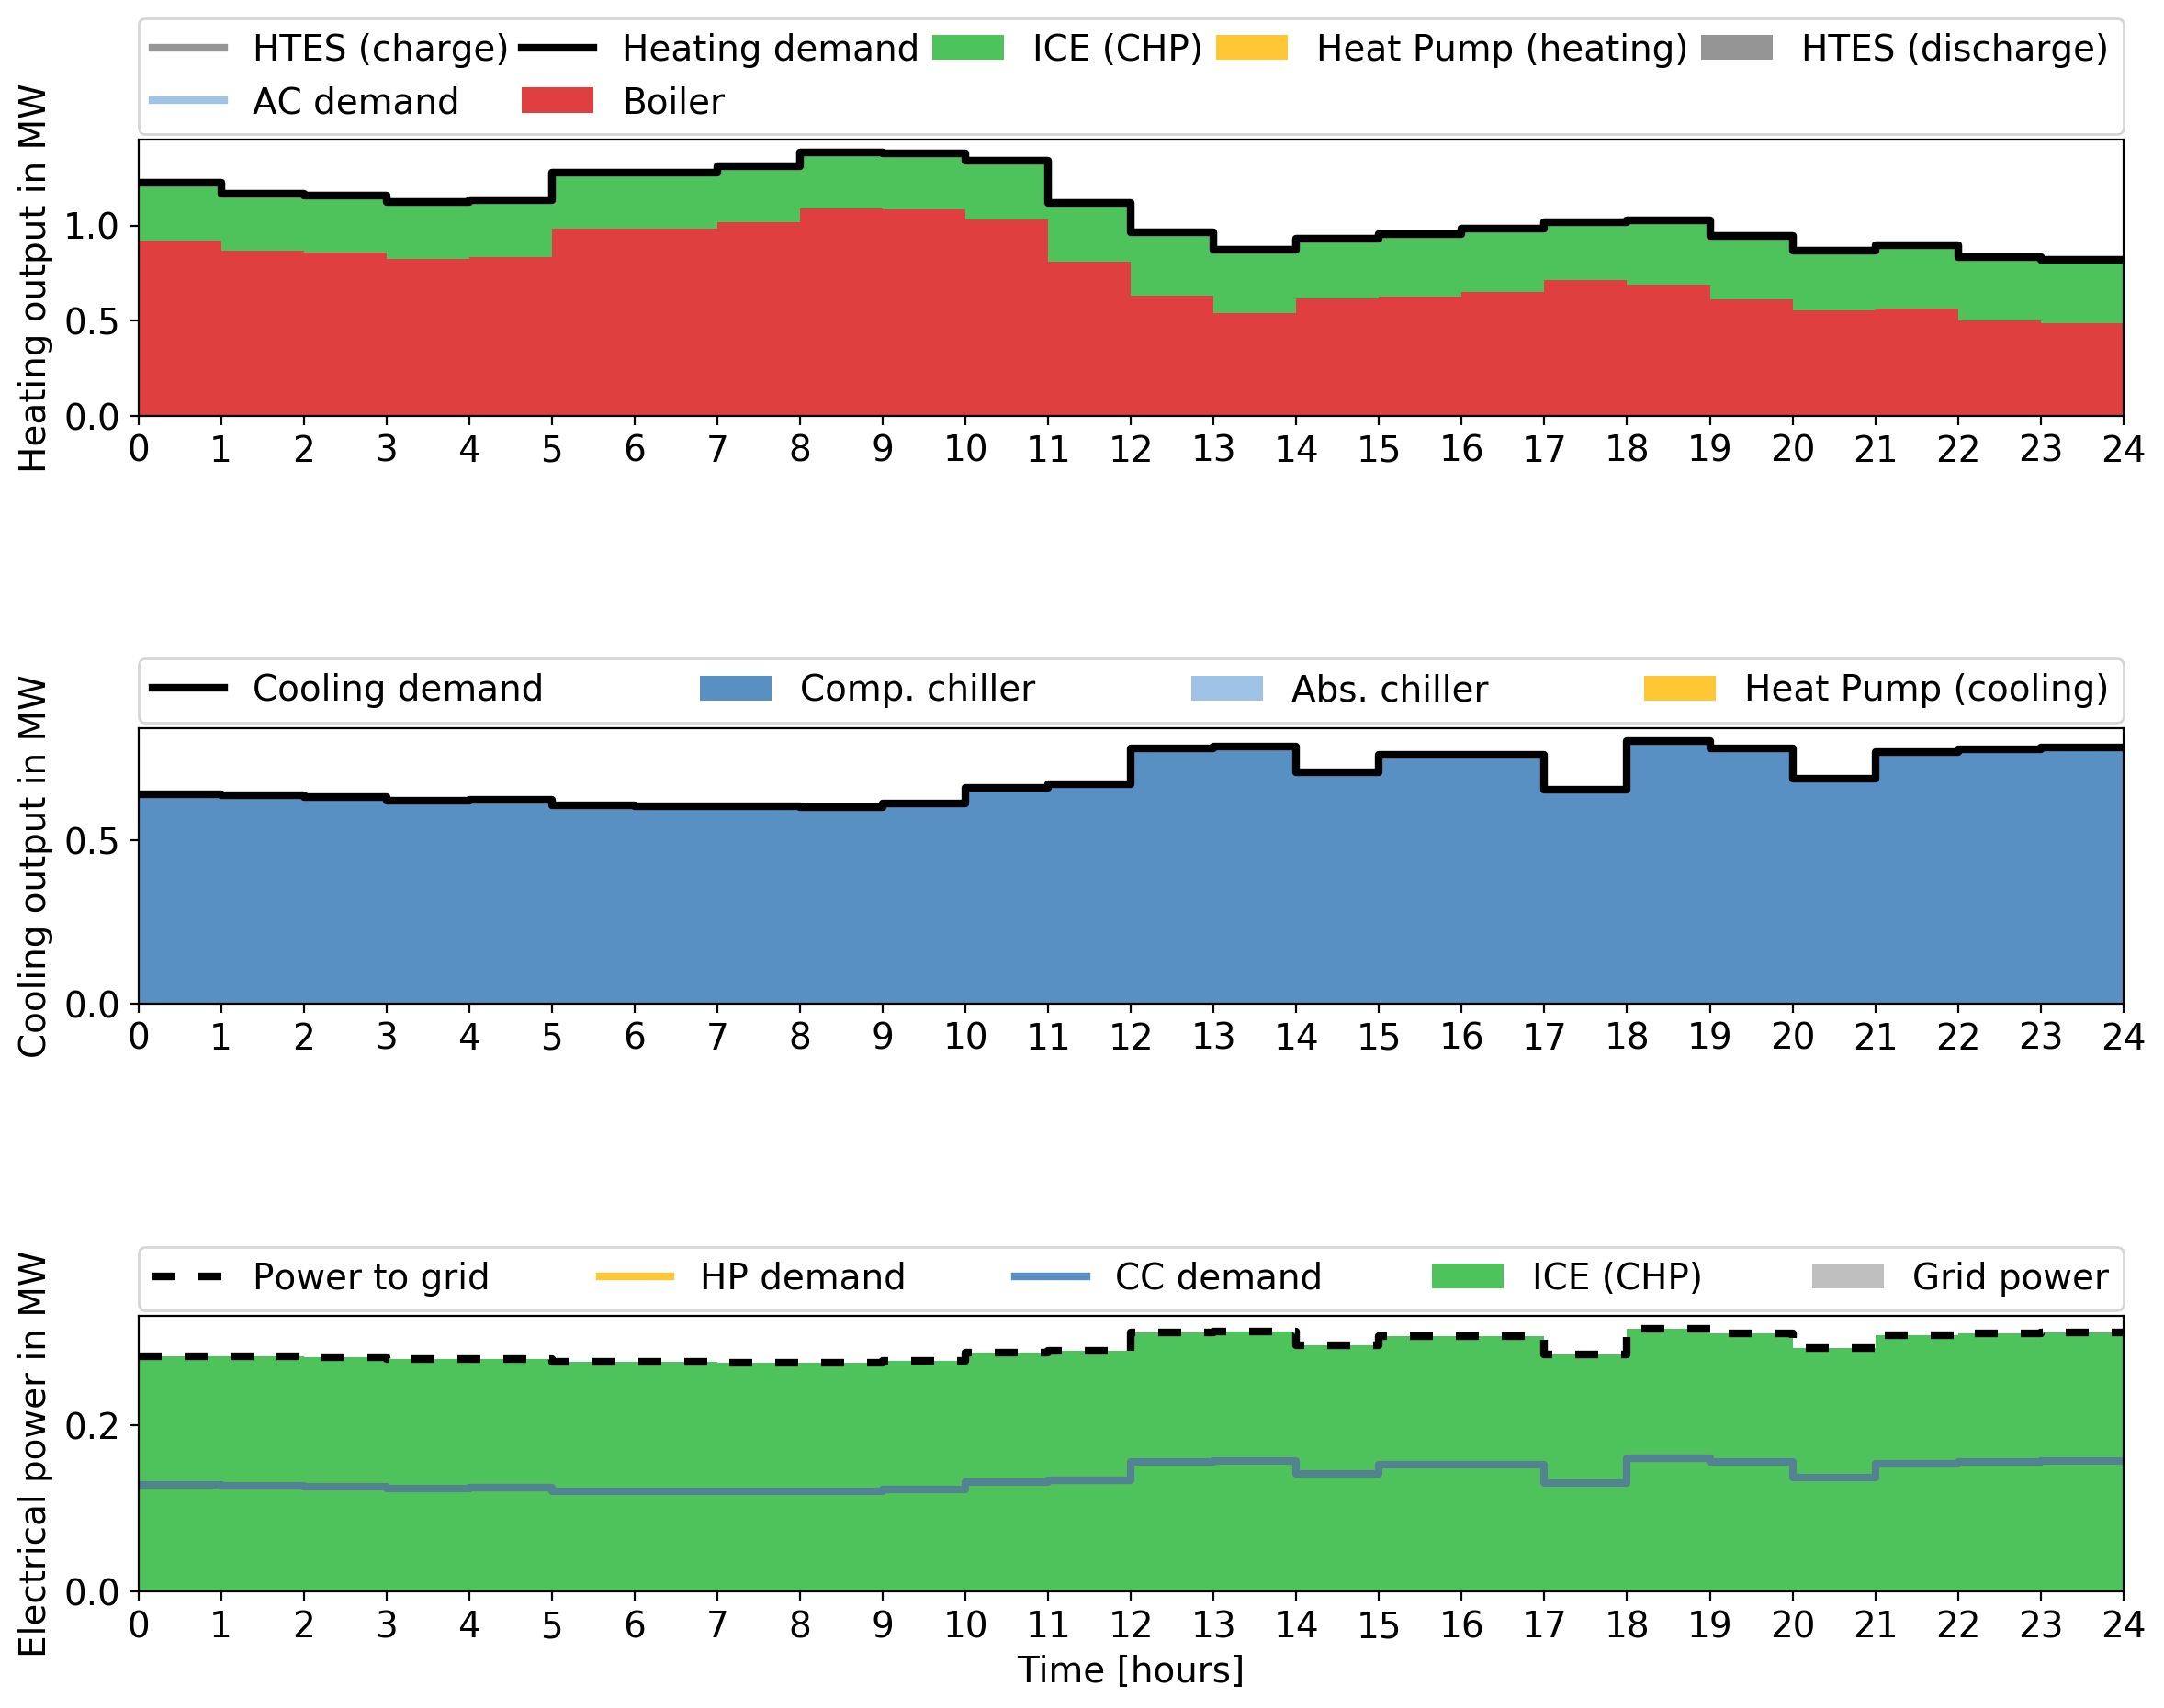 HTES (charge) Heating demand ICE (CHP) Heat Pump (heating) HTES (discharge)
AC demand Boiler
Heating output in MW
1.0
0.5
0.0
0 1 2 3 4 5 6 7 8 9 10 11 12 13 14 15 16 17 18 19 20 21 22 23 24
Cooling demand Comp. chiller Abs. chiller Heat Pump (cooling)
Cooling output in MW
0.5
0.0
0 1 2 3 4 5 6 7 8 9 10 11 12 13 14 15 16 17 18 19 20 21 22 23 24
Power to grid HP demand CC demand ICE (CHP) Grid power
Electrical power in MW
0.2
0.0
0 1 2 3 4 5 6 7 8 9 10 11 12 13 14 15 16 17 18 19 20 21 22 23 24
Time [hours]